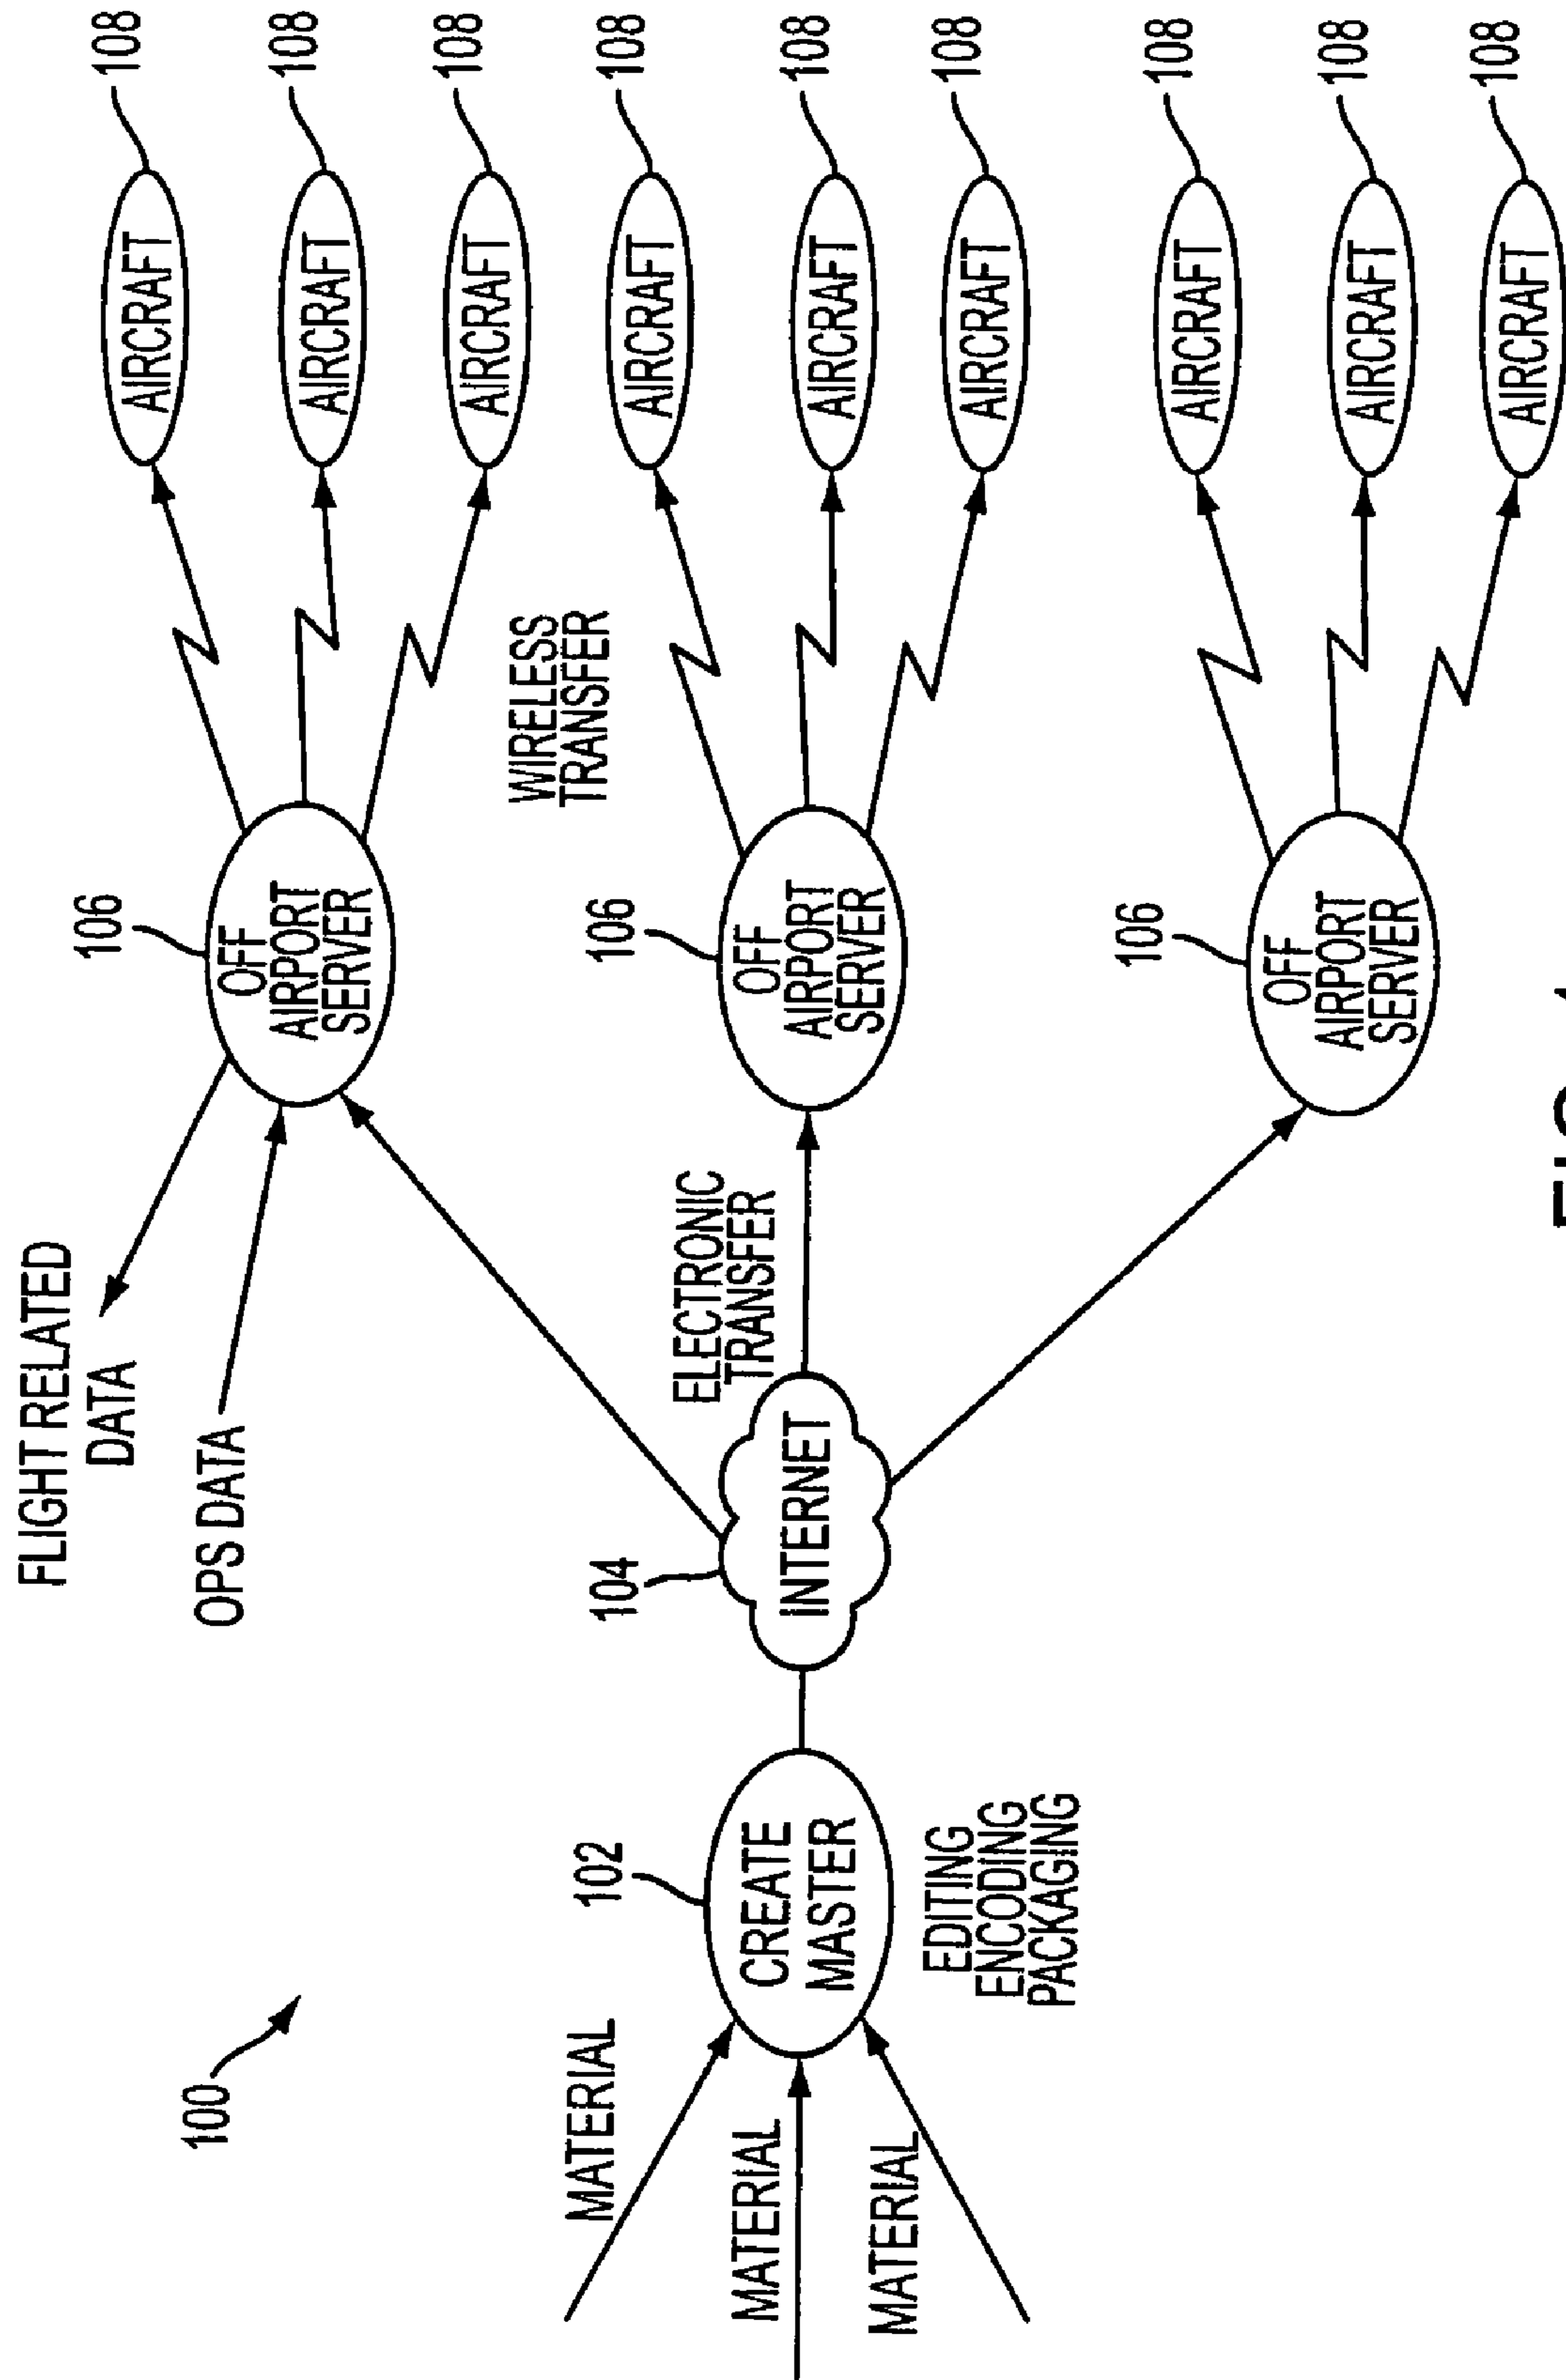 100
MATERIAL
MATERIAL
MATERIAL
102
CREATE
MASTER
EDITING
ENCODING
PACKAGING
104
INTERNET
FLIGHT RELATED
DATA
OPS DATA
ELECTRONIC
TRANSFER
106
OFF
AIRPORT
SERVER
106
OFF
AIRPORT
SERVER
106
OFF
AIRPORT
SERVER
WIRELESS
TRANSFER
AIRCRAFT
108
AIRCRAFT
108
AIRCRAFT
108
AIRCRAFT
108
AIRCRAFT
108
AIRCRAFT
108
AIRCRAFT
108
AIRCRAFT
108
AIRCRAFT
108